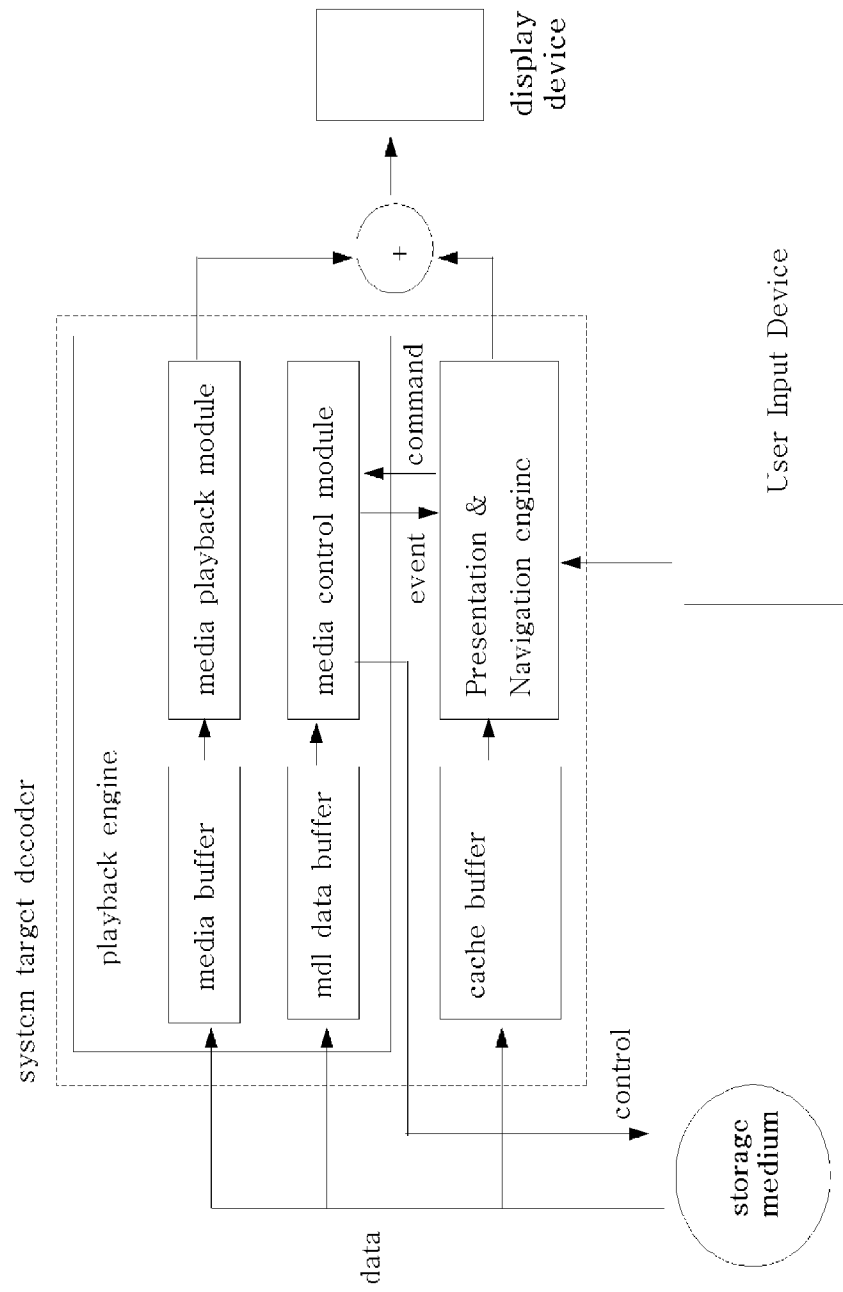 system target decoder
playback engine
media buffer
media playback module
mdl data buffer
media control module
event
command
cache buffer
Presentation &
Navigation engine
display
device
+
data
control
storage
medium
User Input Device